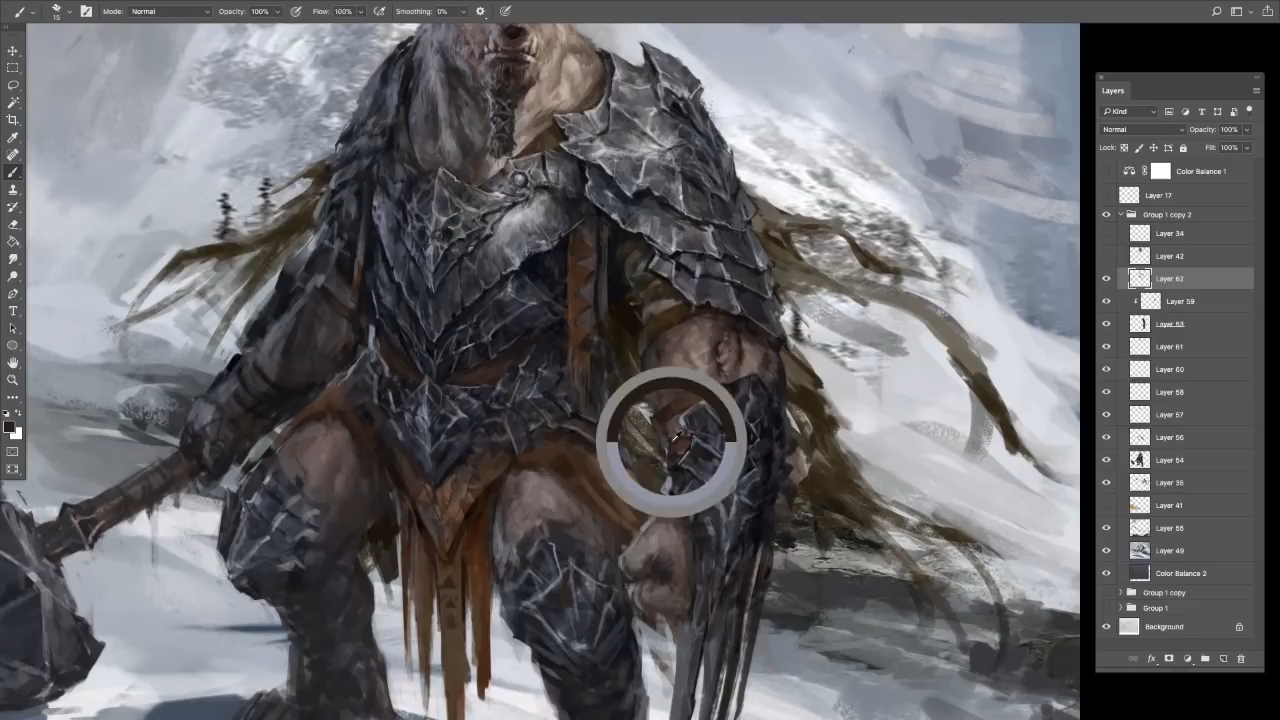 15 Mode: Normal Opacity: 100% Flow: 100% Smoothing: 0%
Layers
Kind
Normal Opacity: 100%
Lock: Fill: 100%
Color Balance 1
Layer 17
Group 1 copy 2
Layer 34
Layer 42
Layer 62
Layer 59
Layer 53
Layer 61
Layer 60
Layer 58
Layer 57
Layer 56
Layer 54
Layer 35
Layer 41
Layer 55
Layer 49
Color Balance 2
Group 1 copy
Group 1
Background